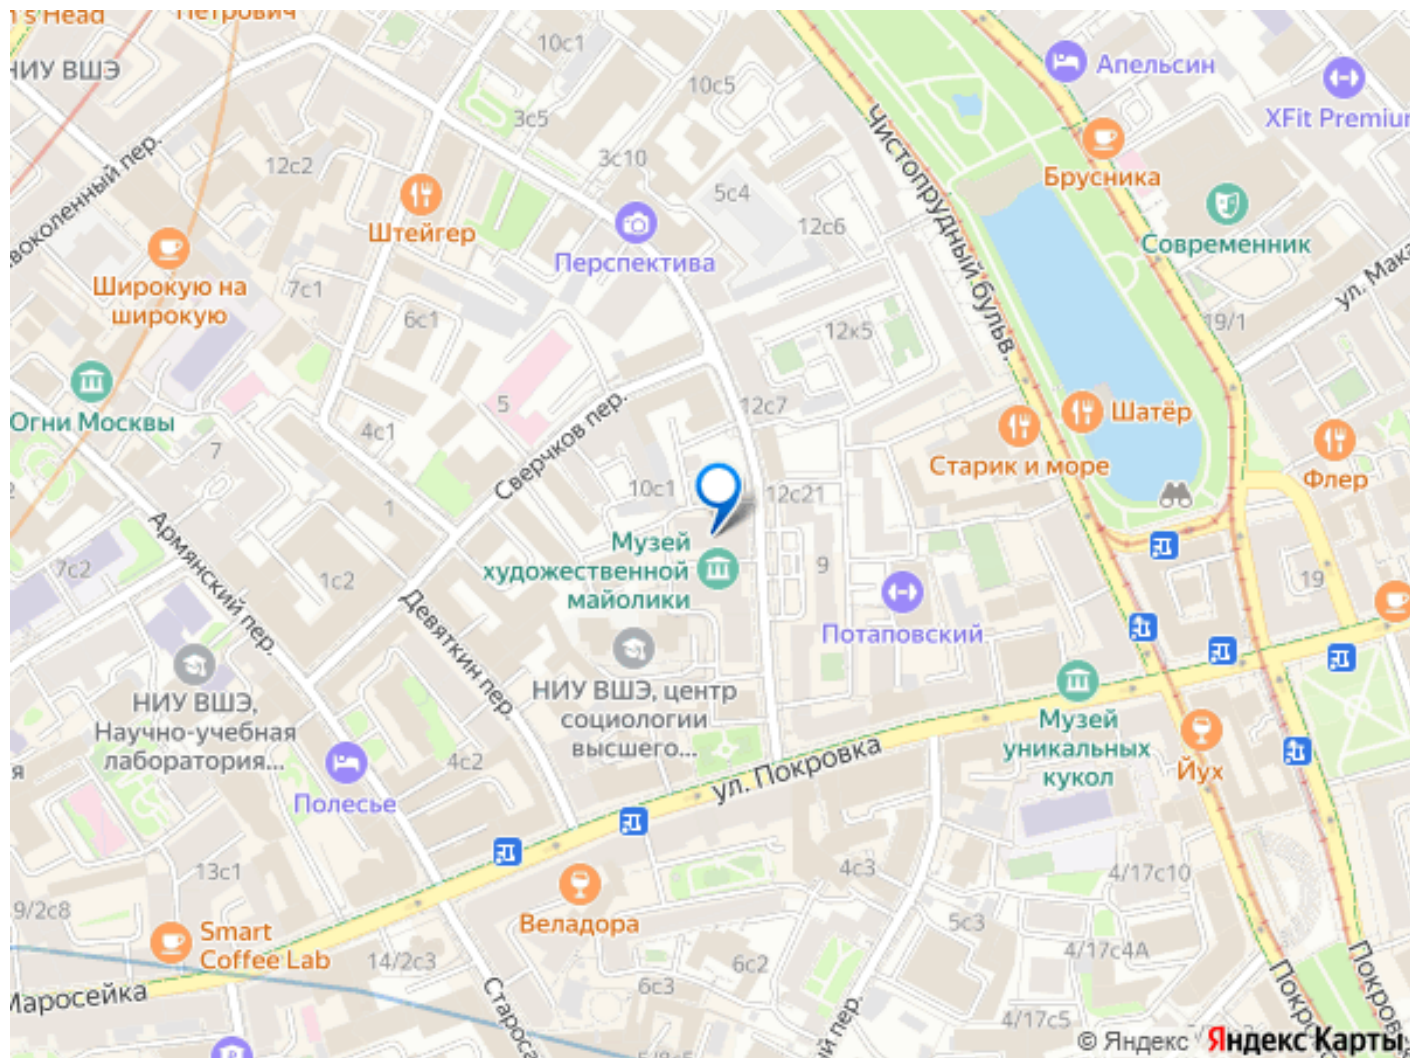 Петрович
10с1
НИУ ВШЭ
Апельсин
10с5
XFit Premium
3с5
Чистопрудный бульв.
12с2
3с10
Брусника
5с4
Штейгер
12с6
Современник
Перспектива
Широкую на
широкую
7с1
6с1
ул. Мака
19/1
12к5
Огни Москвы
5
12с7
Шатёр
4с1
7
Сверчков пер.
Старик и море
Флер
10с1
12с21
1
Армянский пер.
Музей
художественной
майолики
7с2
1с2
9
19
Девяткин пер.
Потаповский
НИУ ВШЭ,
Научно-учебная
лаборатория...
НИУ ВШЭ, центр
социологии
высшего...
Музей
уникальных
кукол
ул. Покровка
4с2
Йух
Полесье
13с1
4с3
4/17с10
9/2с8
Веладора
5с3
Smart
Coffee Lab
14/2с3
6с2
4/17с4А
6с3
Маросейка
Староса
Покро
Покров
ий пер.
4/17с5
© Яндекс
Яндекс Карты